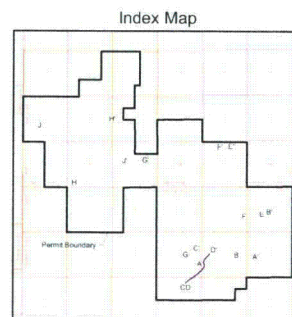 Index Map
J
H'
F' E'
J' G'
H
F E B'
Permit Boundary
C' D'
G B A'
A
CD